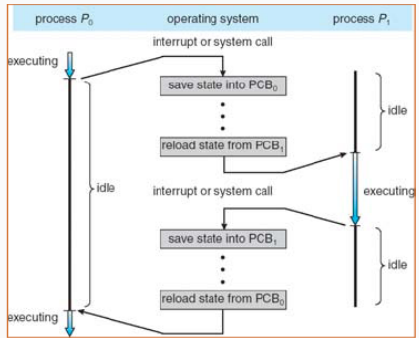 process P0 operating system process P1
interrupt or system call
executing
save state into PCB0
idle
reload state from PCB1
idle
interrupt or system call
executing
save state into PCB1
idle
reload state from PCB0
executing